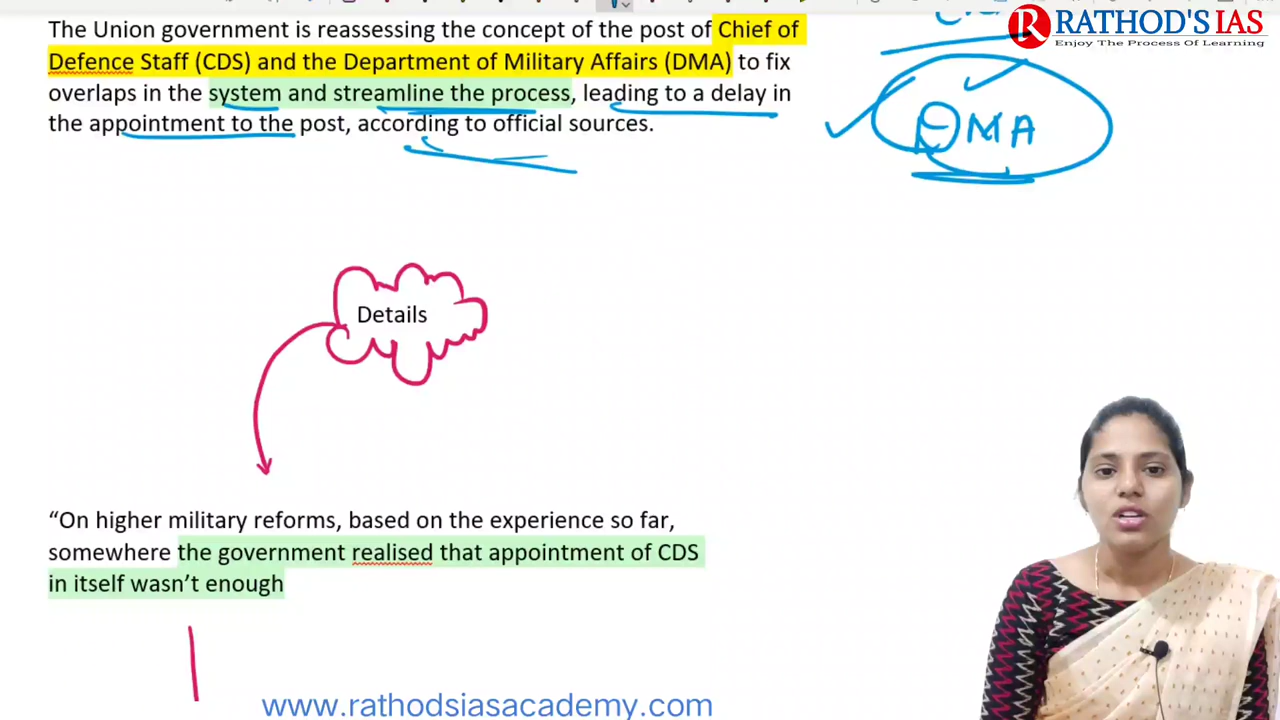 The Union government is reassessing the concept of the post of Chief of
Defence Staff (CDS) and the Department of Military Affairs (DMA) to fix
overlaps in the system and streamline the process, leading to a delay in
the appointment to the post, according to official sources.
RATHOD'S IAS
Enjoy The Process Of Learning
DMA
Details
“On higher military reforms, based on the experience so far,
somewhere the government realised that appointment of CDS
in itself wasn’t enough
www.rathodsiasacademy.com